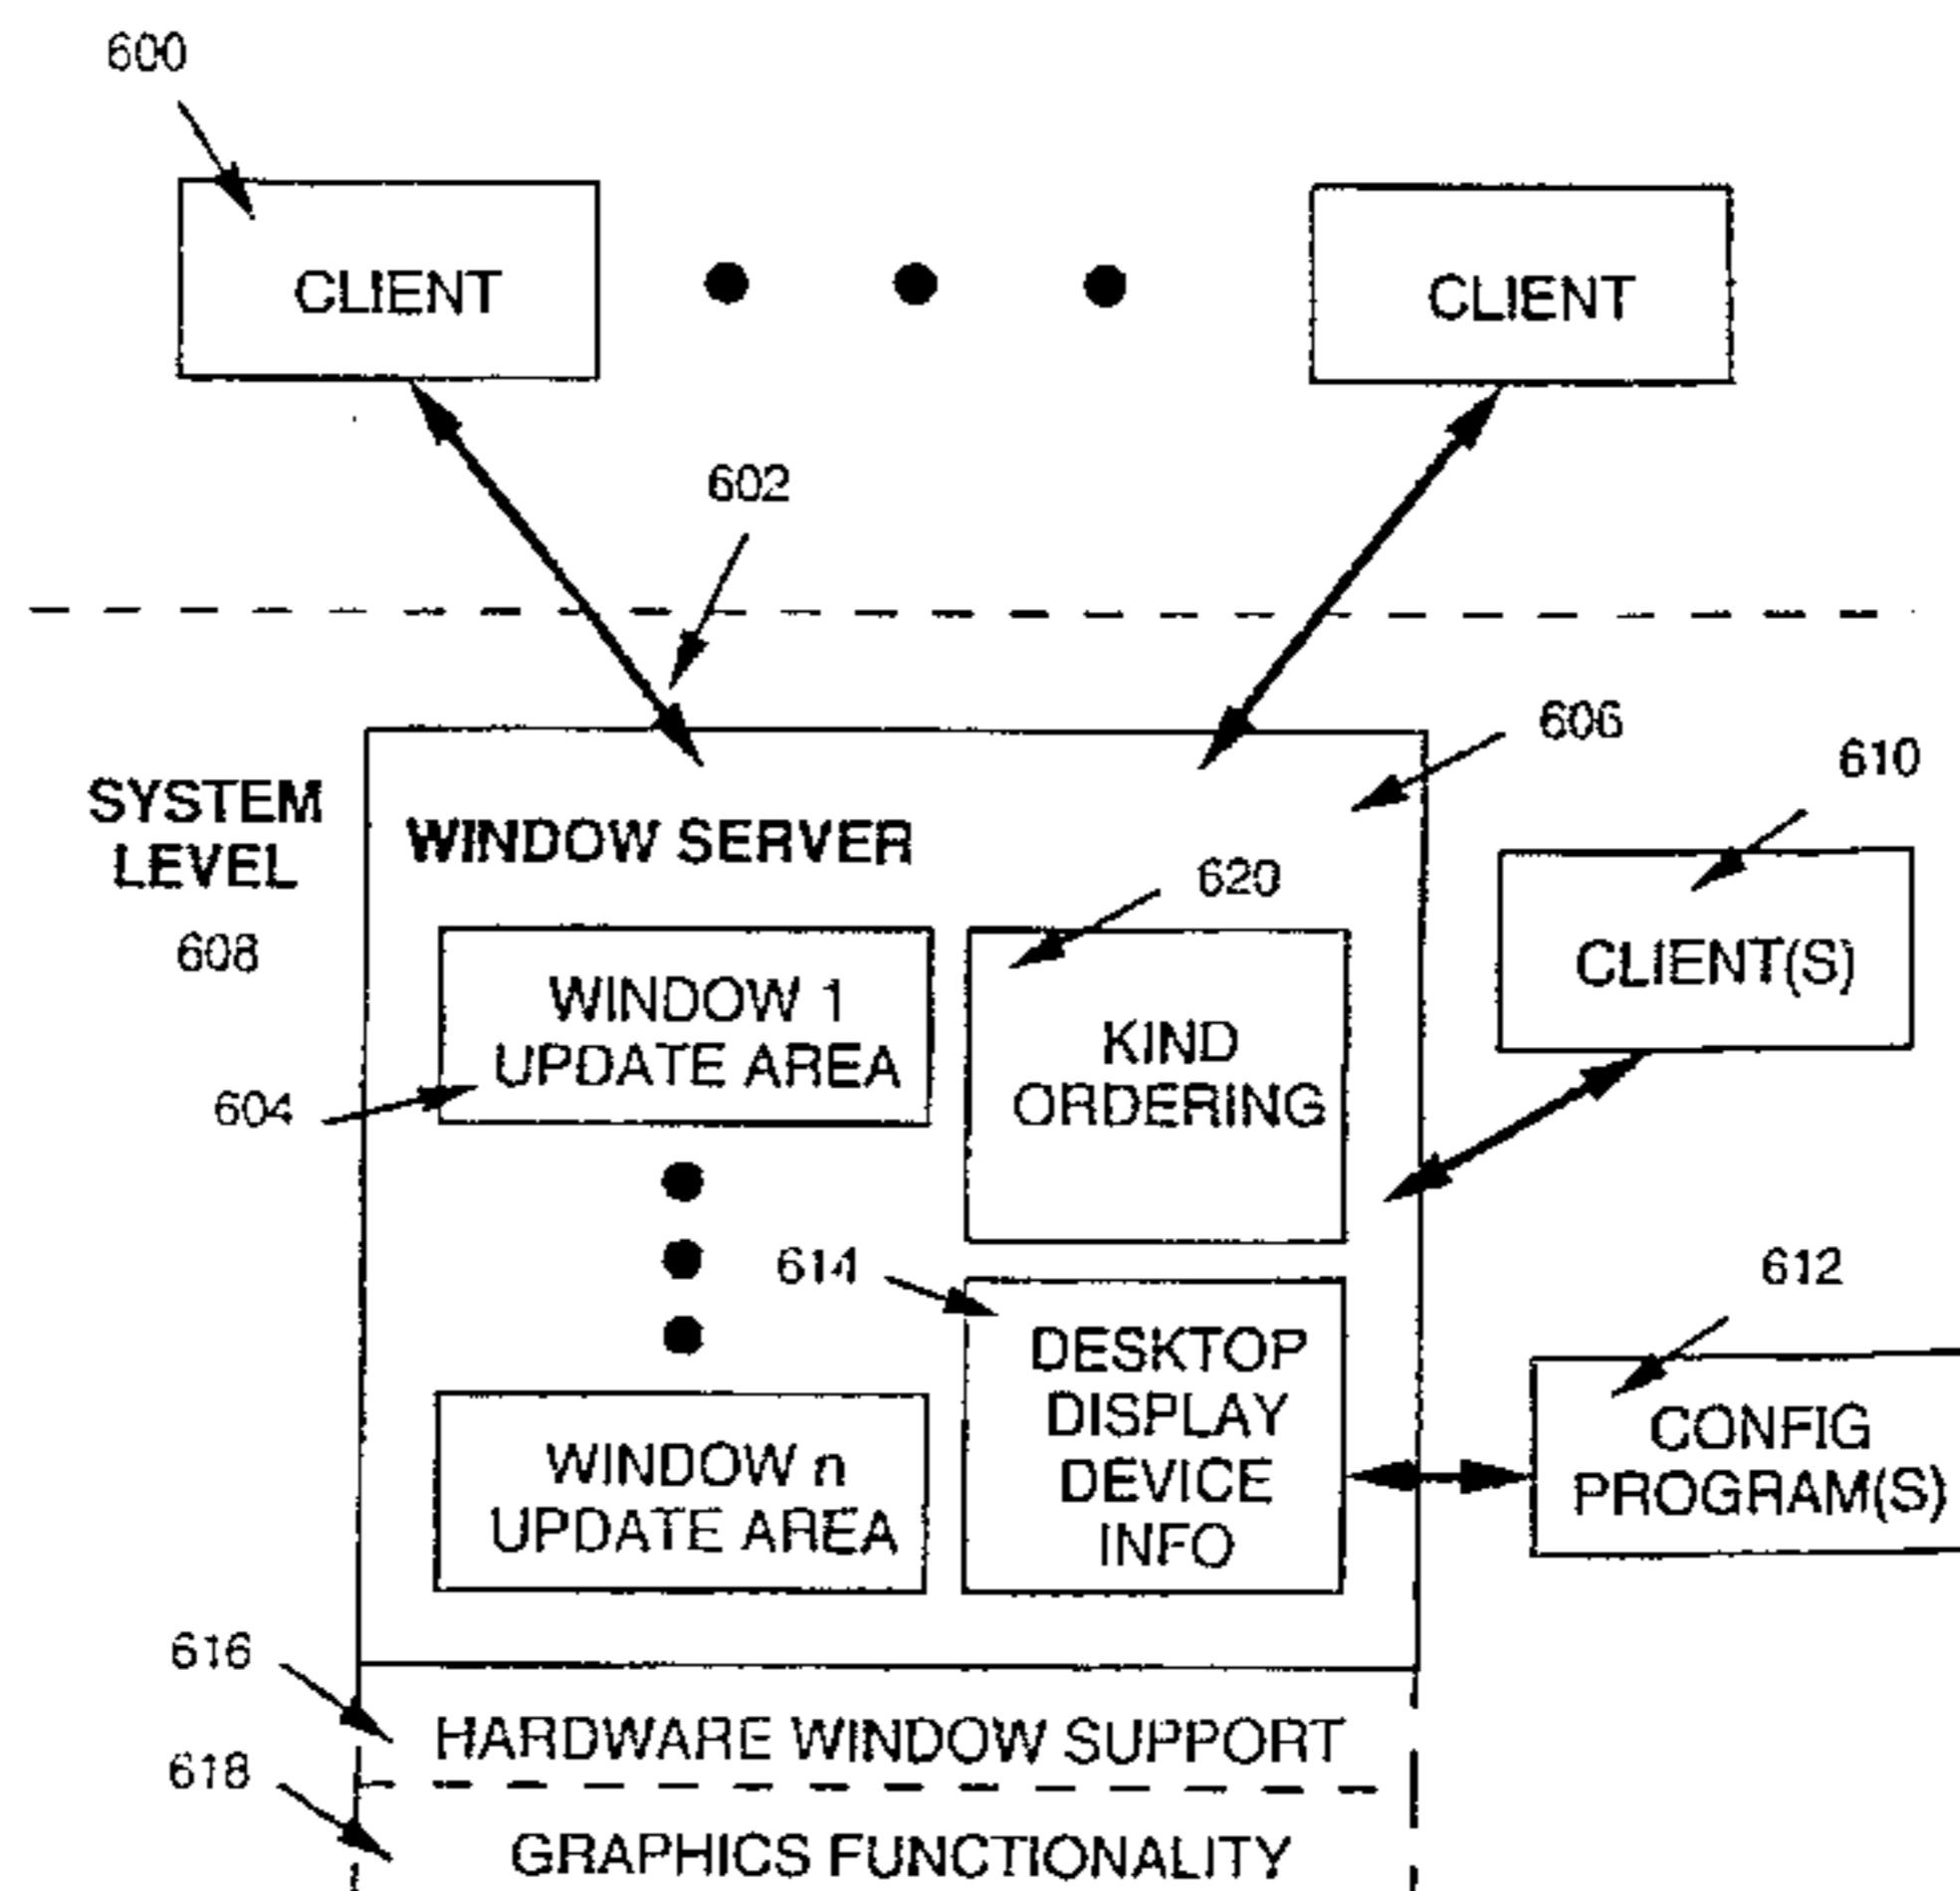 600
CLIENT
CLIENT
602
606
610
SYSTEM
LEVEL
608
WINDOW SERVER
620
CLIENT(S)
WINDOW 1
UPDATE AREA
604
KIND
ORDERING
614
612
DESKTOP
DISPLAY
DEVICE
INFO
CONFIG
PROGRAM(S)
WINDOW n
UPDATE AREA
616
HARDWARE WINDOW SUPPORT
618
GRAPHICS FUNCTIONALITY